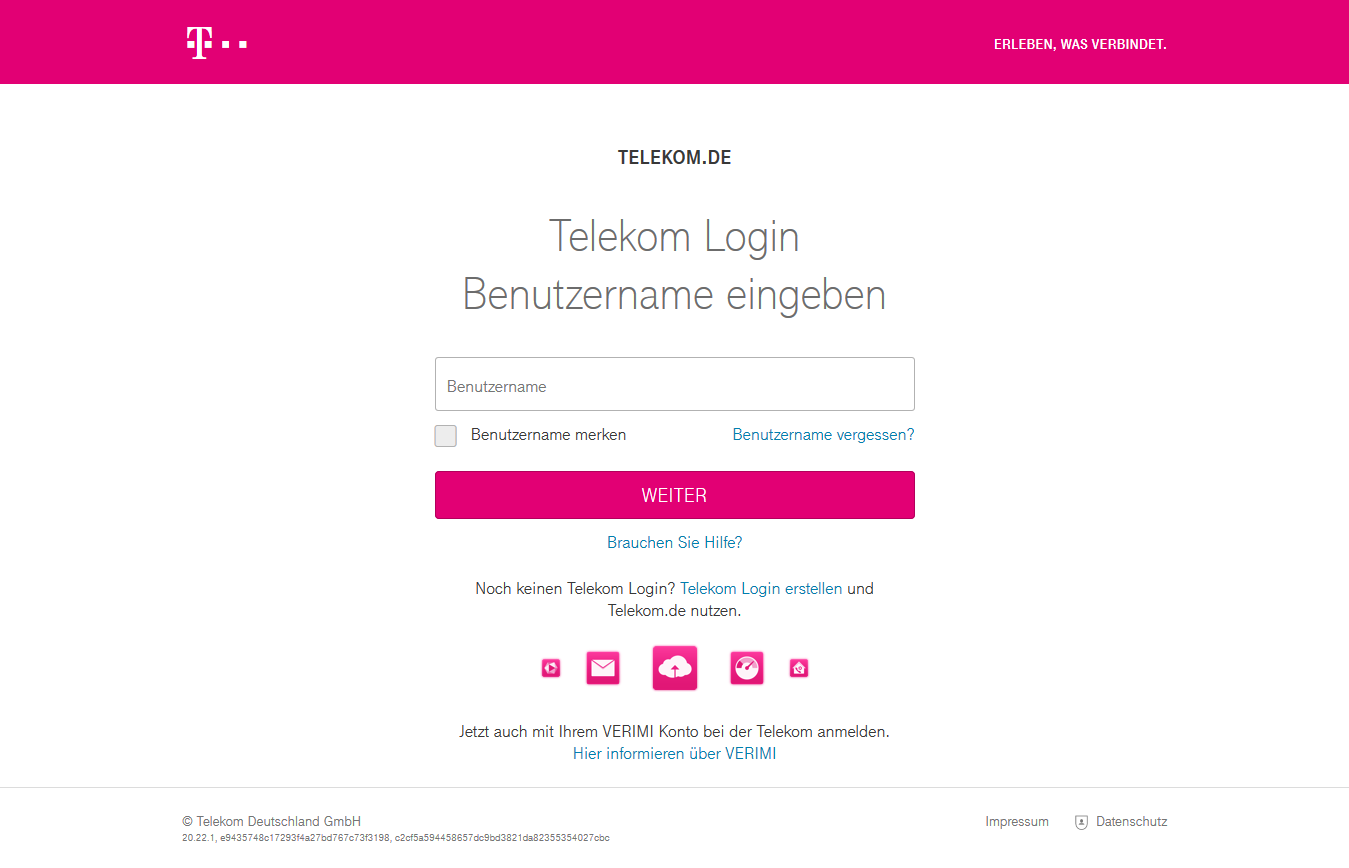 T
ERLEBEN, WAS VERBINDET.
TELEKOM.DE
Telekom Login
Benutzername eingeben
Benutzername
Benutzername merken
Benutzername vergessen?
WEITER
Brauchen Sie Hilfe?
Noch keinen Telekom Login? Telekom Login erstellen und
Telekom.de nutzen.
Jetzt auch mit Ihrem VERIMI Konto bei der Telekom anmelden.
Hier informieren über VERIMI
© Telekom Deutschland GmbH
Impressum
Datenschutz
20.22.1, e9435748c17293f4a27bd767c73f3198, c2cf5a594458657dc9bd3821da82355354027cbc